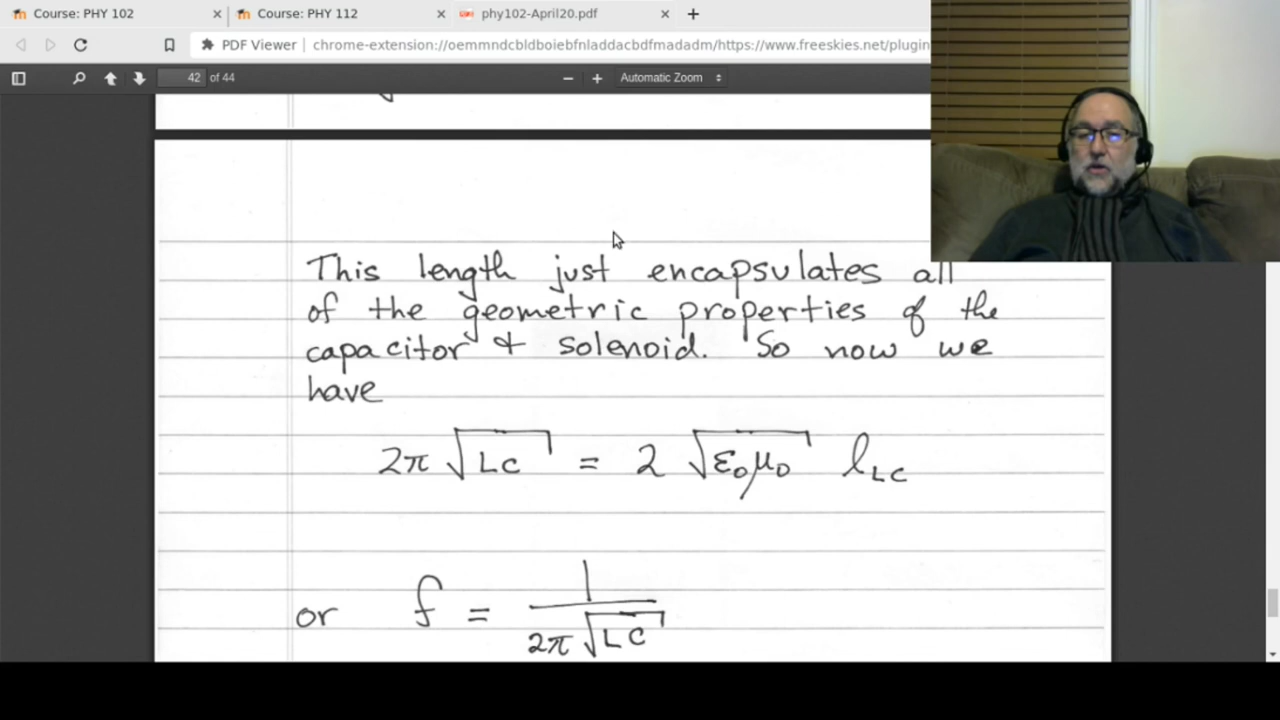 Course: PHY 102
Course: PHY 112
phy102-April20.pdf
PDF Viewer
chrome-extension://oemmndcbldboiebfnladdacbdfmadadm/https://www.freeskies.net/plugin
42 of 44
Automatic Zoom
This length just encapsulates all
of the geometric properties of the
capacitor & solenoid. So now we
have
2π √LC = 2 √ε₀μ₀ l_LC
or f = 1 / 2π √LC